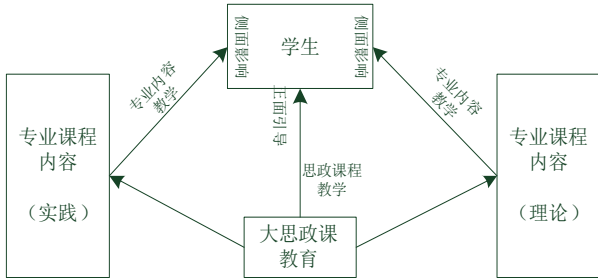 侧面影响
学生
侧面影响
专业内容
教学
正面引导
专业内容
教学
专业课程
内容
（实践）
思政课程
教学
专业课程
内容
（理论）
大思政课
教育